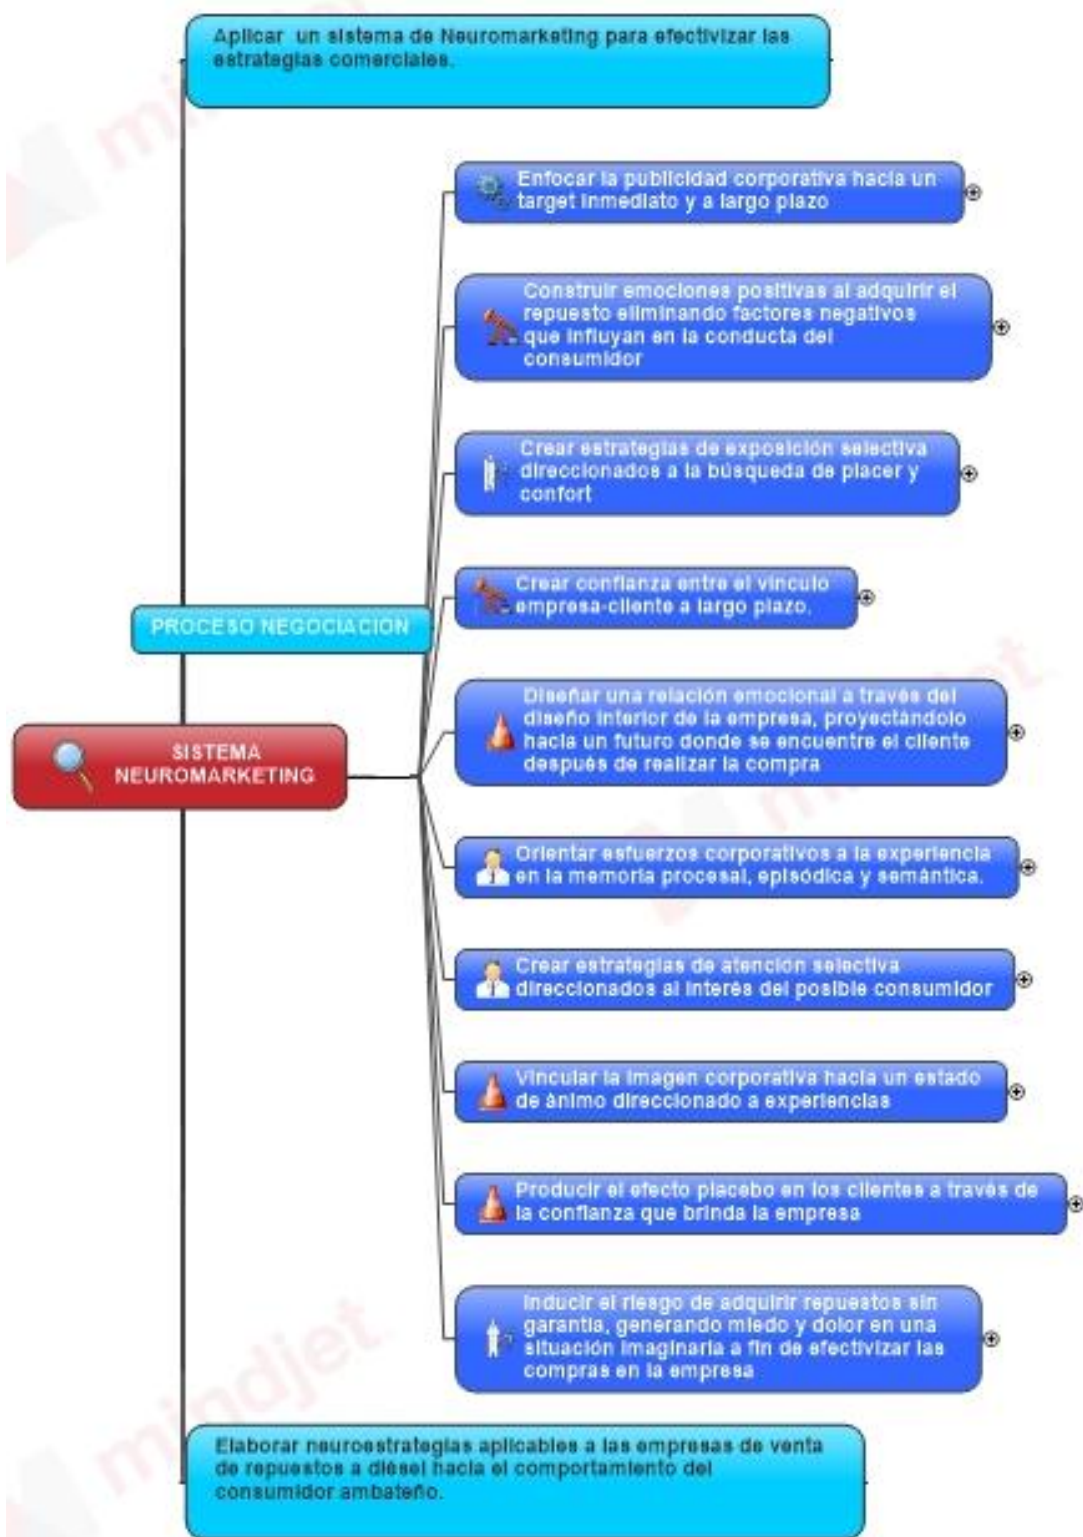 Aplicar un sistema de Neuromarketing para efectivizar las
estrategias comerciales.
Enfocar la publicidad corporativa hacia un
target inmediato y a largo plazo
Construir emociones positivas al adquirir el
repuesto eliminando factores negativos
que influyan en la conducta del
consumidor
Crear estrategias de exposición selectiva
direccionados a la búsqueda de placer y
confort
Crear confianza entre el vinculo
empresa-cliente a largo plazo.
PROCESO NEGOCIACION
Diseñar una relación emocional a través del
diseño interior de la empresa, proyectándolo
hacia un futuro donde se encuentre el cliente
después de realizar la compra
SISTEMA
NEUROMARKETING
Orientar esfuerzos corporativos a la experiencia
en la memoria procesal, episódica y semántica.
Crear estrategias de atención selectiva
direccionados al interés del posible consumidor
Vincular la imagen corporativa hacia un estado
de ánimo direccionado a experiencias
Producir el efecto placebo en los clientes a través de
la confianza que brinda la empresa
Inducir el riesgo de adquirir repuestos sin
garantía, generando miedo y dolor en una
situación imaginaria a fin de efectivizar las
compras en la empresa
mindjet
Elaborar neuroestrategias aplicables a las empresas de venta
de repuestos a diésel hacia el comportamiento del
consumidor ambateño.